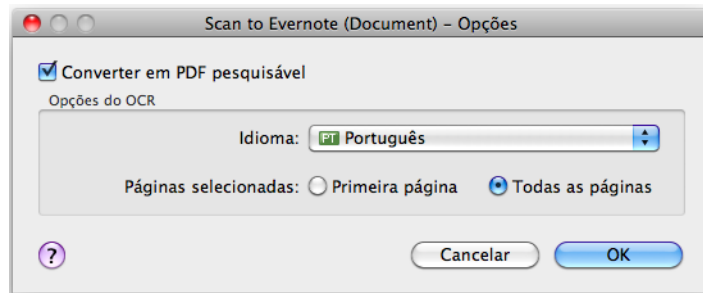 Scan to Evernote (Document) – Opções
Converter em PDF pesquisável
Opções do OCR
Idioma: PT Português
Páginas selecionadas: Primeira página Todas as páginas
? Cancelar OK